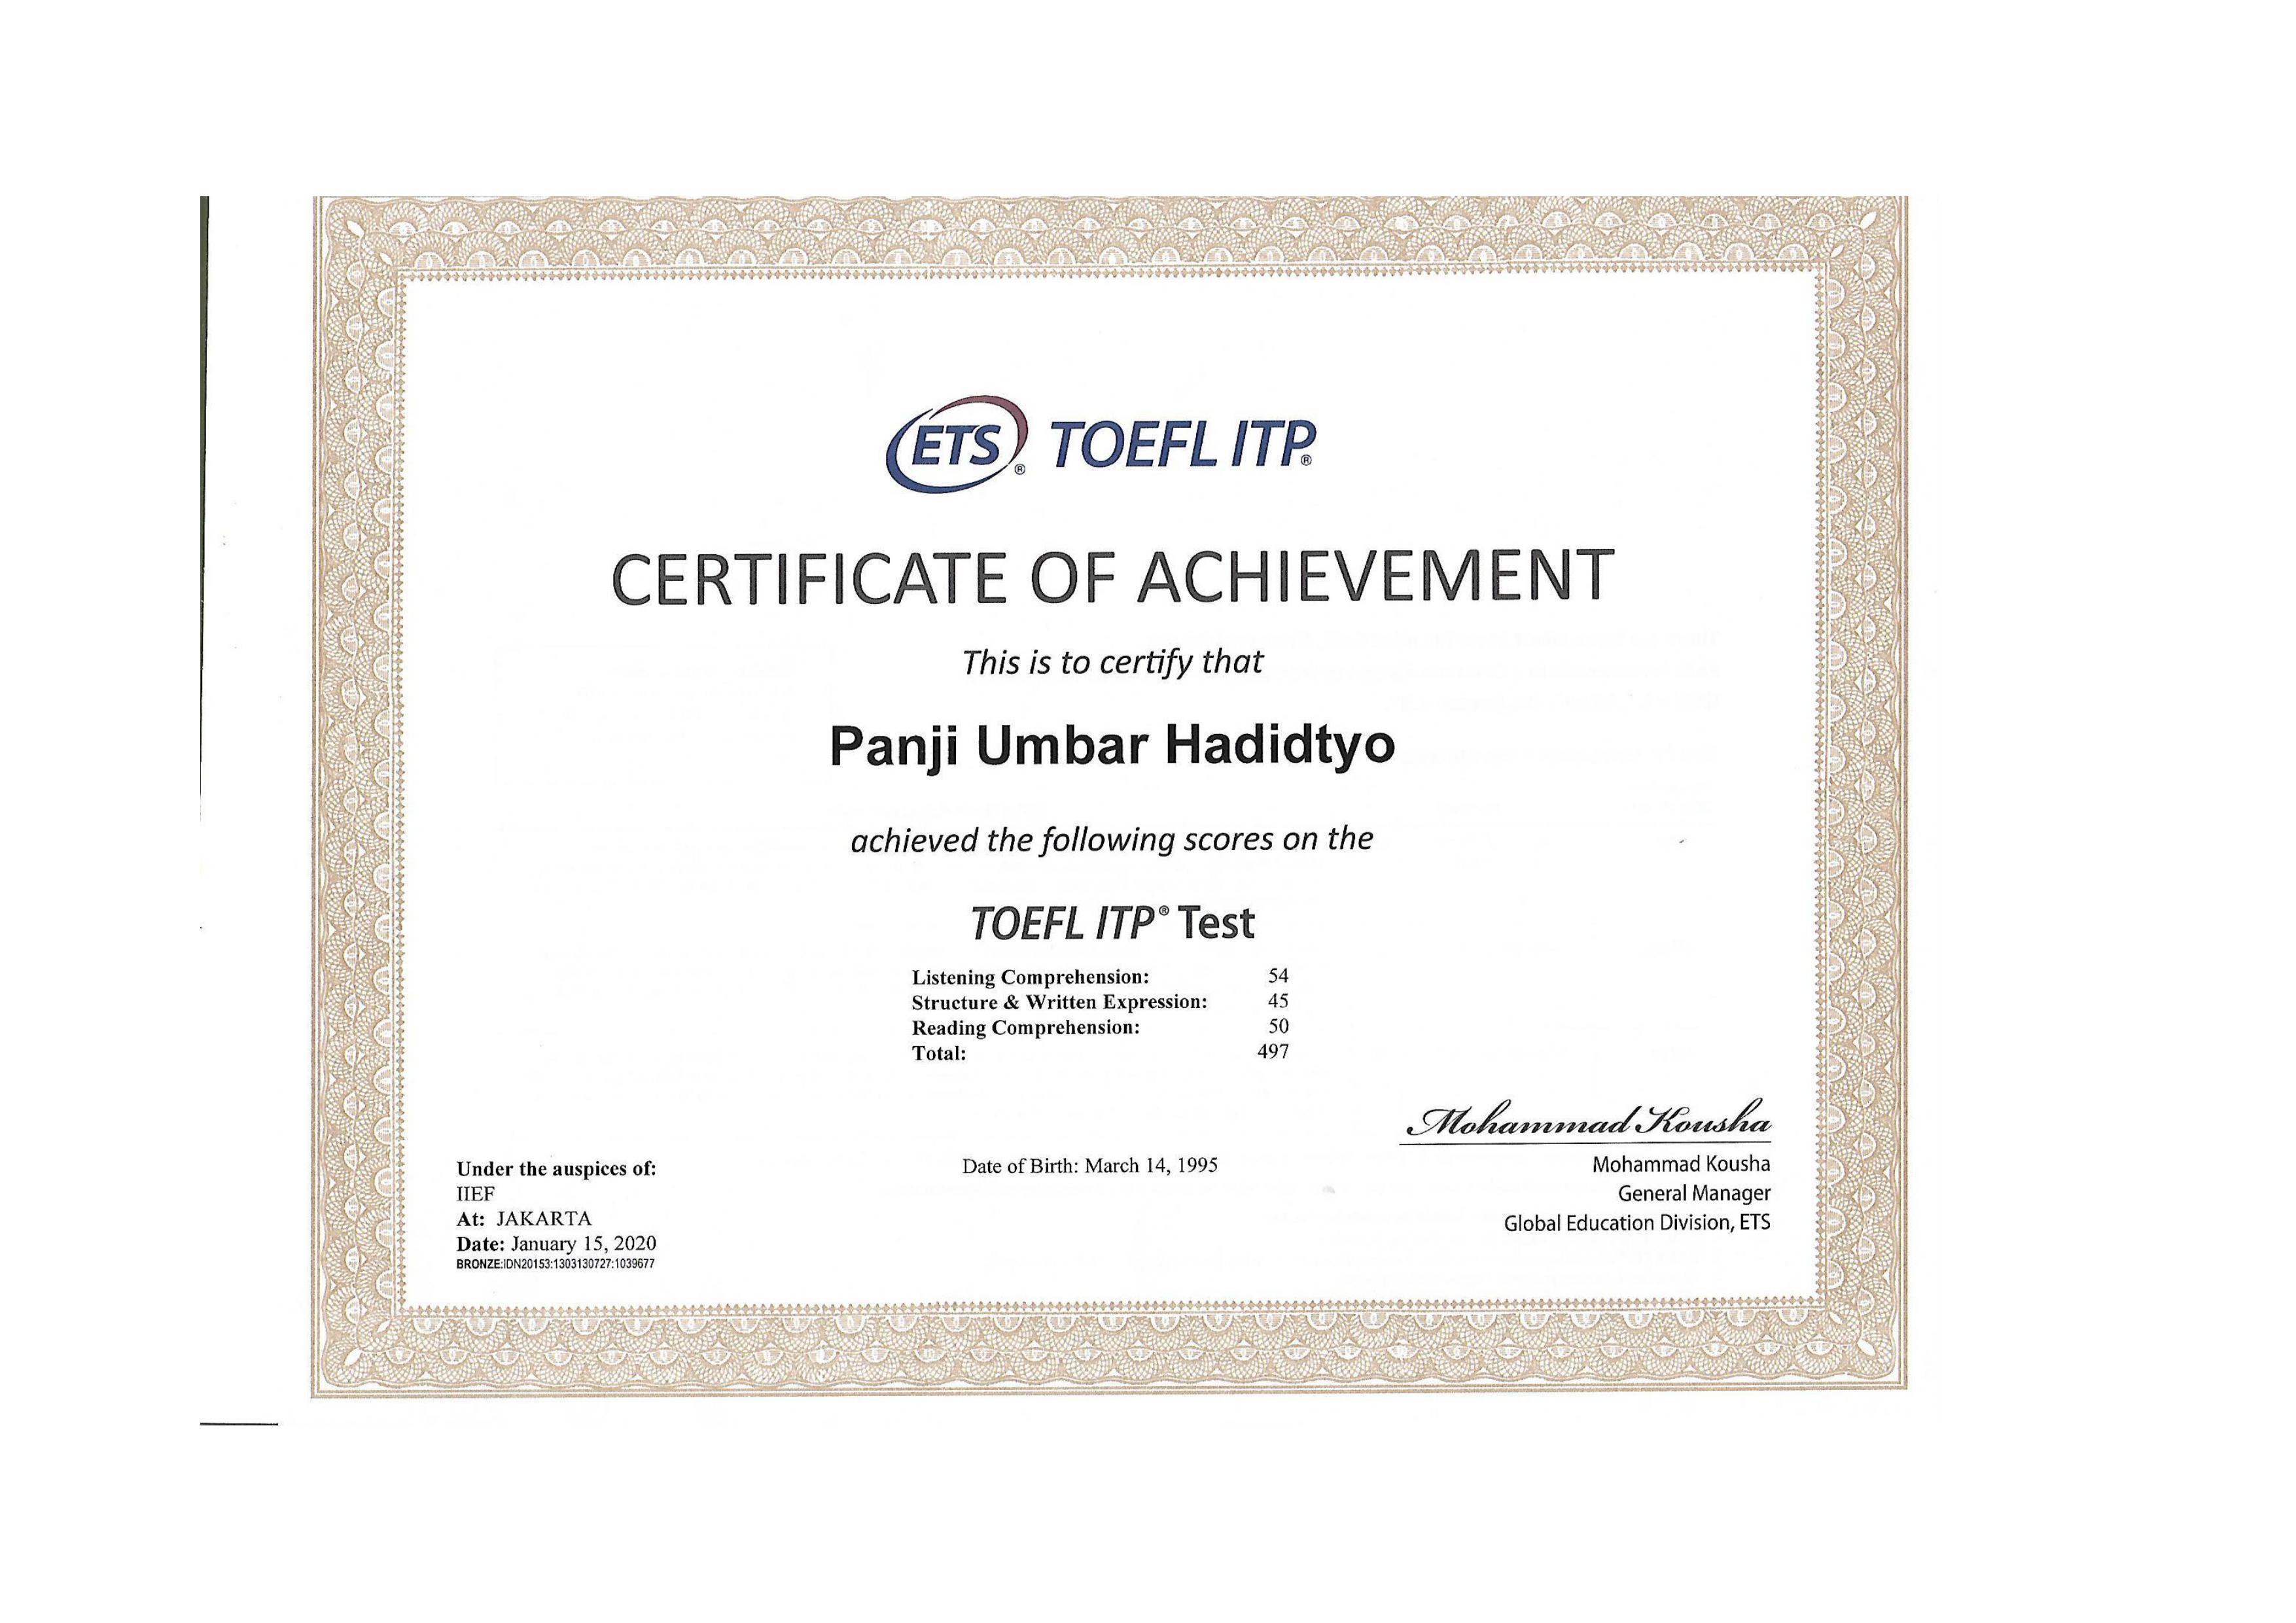 ETS® TOEFL ITP®
CERTIFICATE OF ACHIEVEMENT
This is to certify that
Panji Umbar Hadidtyo
achieved the following scores on the
TOEFL ITP® Test
Listening Comprehension: 54
Structure & Written Expression: 45
Reading Comprehension: 50
Total: 497
Mohammad Kousha
Under the auspices of:
IIEF
At: JAKARTA
Date: January 15, 2020
BRONZE:IDN20153:1303130727:1039677
Date of Birth: March 14, 1995
Mohammad Kousha
General Manager
Global Education Division, ETS